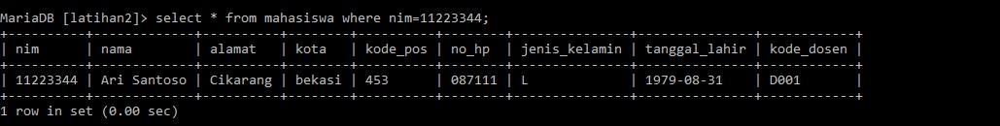 MariaDB [latihan2]> select * from mahasiswa where nim=11223344;
+----------+-------------+----------+--------+----------+--------+---------------+---------------+------------+
| nim      | nama        | alamat   | kota   | kode_pos | no_hp  | jenis_kelamin | tanggal_lahir | kode_dosen |
+----------+-------------+----------+--------+----------+--------+---------------+---------------+------------+
| 11223344 | Ari Santoso | Cikarang | bekasi | 453      | 087111 | L             | 1979-08-31    | D001       |
+----------+-------------+----------+--------+----------+--------+---------------+---------------+------------+
1 row in set (0.00 sec)